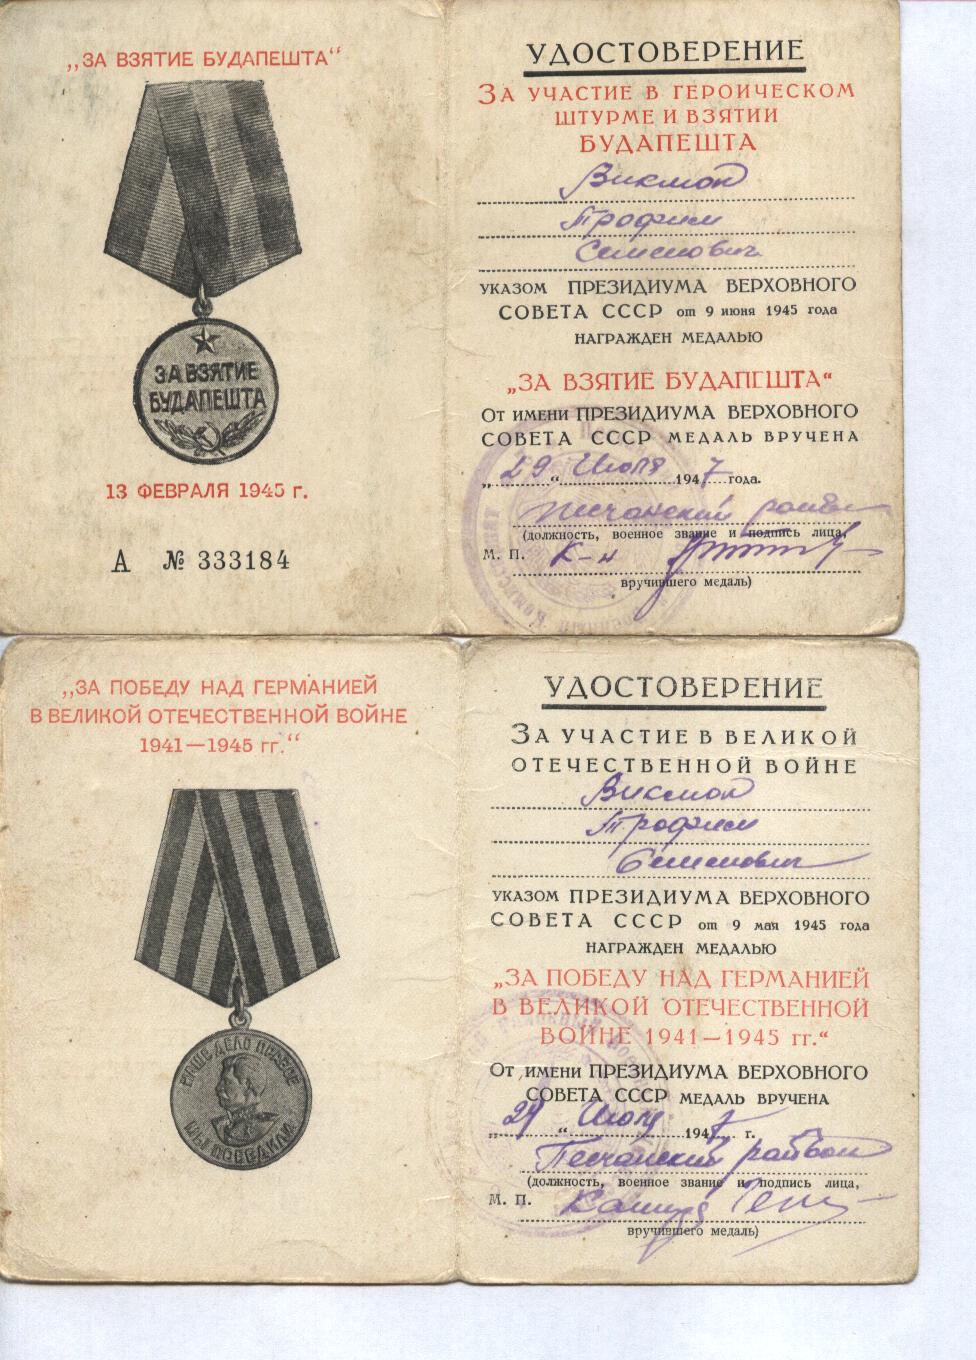 „ЗА ВЗЯТИЕ БУДАПЕШТА“
ЗА ВЗЯТИЕ
БУДАПЕШТА
13 ФЕВРАЛЯ 1945 г.
А № 333184
УДОСТОВЕРЕНИЕ
ЗА УЧАСТИЕ В ГЕРОИЧЕСКОМ
ШТУРМЕ И ВЗЯТИИ
БУДАПЕШТА
Викмон
Трофим
Семенович
УКАЗОМ ПРЕЗИДИУМА ВЕРХОВНОГО
СОВЕТА СССР от 9 июня 1945 года
НАГРАЖДЕН МЕДАЛЬЮ
„ЗА ВЗЯТИЕ БУДАПЕШТА“
ОТ ИМЕНИ ПРЕЗИДИУМА ВЕРХОВНОГО
СОВЕТА СССР МЕДАЛЬ ВРУЧЕНА
„29“ Июля 1947 года.
Песчанский райво
(должность, военное звание и подпись лица,
М. П. К-н
вручившего медаль)
„ЗА ПОБЕДУ НАД ГЕРМАНИЕЙ
В ВЕЛИКОЙ ОТЕЧЕСТВЕННОЙ ВОЙНЕ
1941—1945 гг.“
НАШЕ ДЕЛО ПРАВОЕ
МЫ ПОБЕДИЛИ
УДОСТОВЕРЕНИЕ
ЗА УЧАСТИЕ В ВЕЛИКОЙ
ОТЕЧЕСТВЕННОЙ ВОЙНЕ
Викмон
Трофим
Семенович
УКАЗОМ ПРЕЗИДИУМА ВЕРХОВНОГО
СОВЕТА СССР от 9 мая 1945 года
НАГРАЖДЕН МЕДАЛЬЮ
„ЗА ПОБЕДУ НАД ГЕРМАНИЕЙ
В ВЕЛИКОЙ ОТЕЧЕСТВЕННОЙ
ВОЙНЕ 1941—1945 гг.“
ОТ ИМЕНИ ПРЕЗИДИУМА ВЕРХОВНОГО
СОВЕТА СССР МЕДАЛЬ ВРУЧЕНА
„29“ Июля 1947 г.
Песчанский райвоен
(должность, военное звание и подпись лица,
М. П.
вручившего медаль)